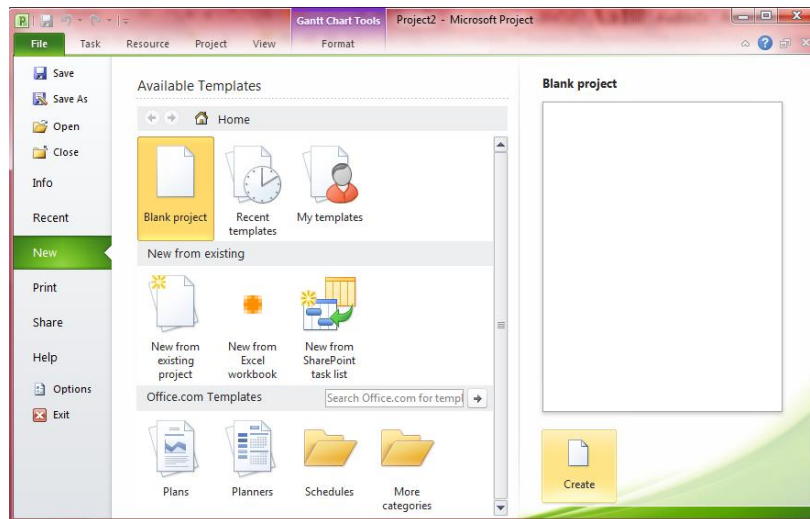 Gantt Chart Tools
Project2 - Microsoft Project
File Task Resource Project View Format
Save
Save As
Open
Close
Info
Recent
New
Print
Share
Help
Options
Exit
Available Templates
Home
Blank project
Recent templates
My templates
New from existing
New from existing project
New from Excel workbook
New from SharePoint task list
Office.com Templates
Search Office.com for templ
Plans
Planners
Schedules
More categories
Blank project
Create